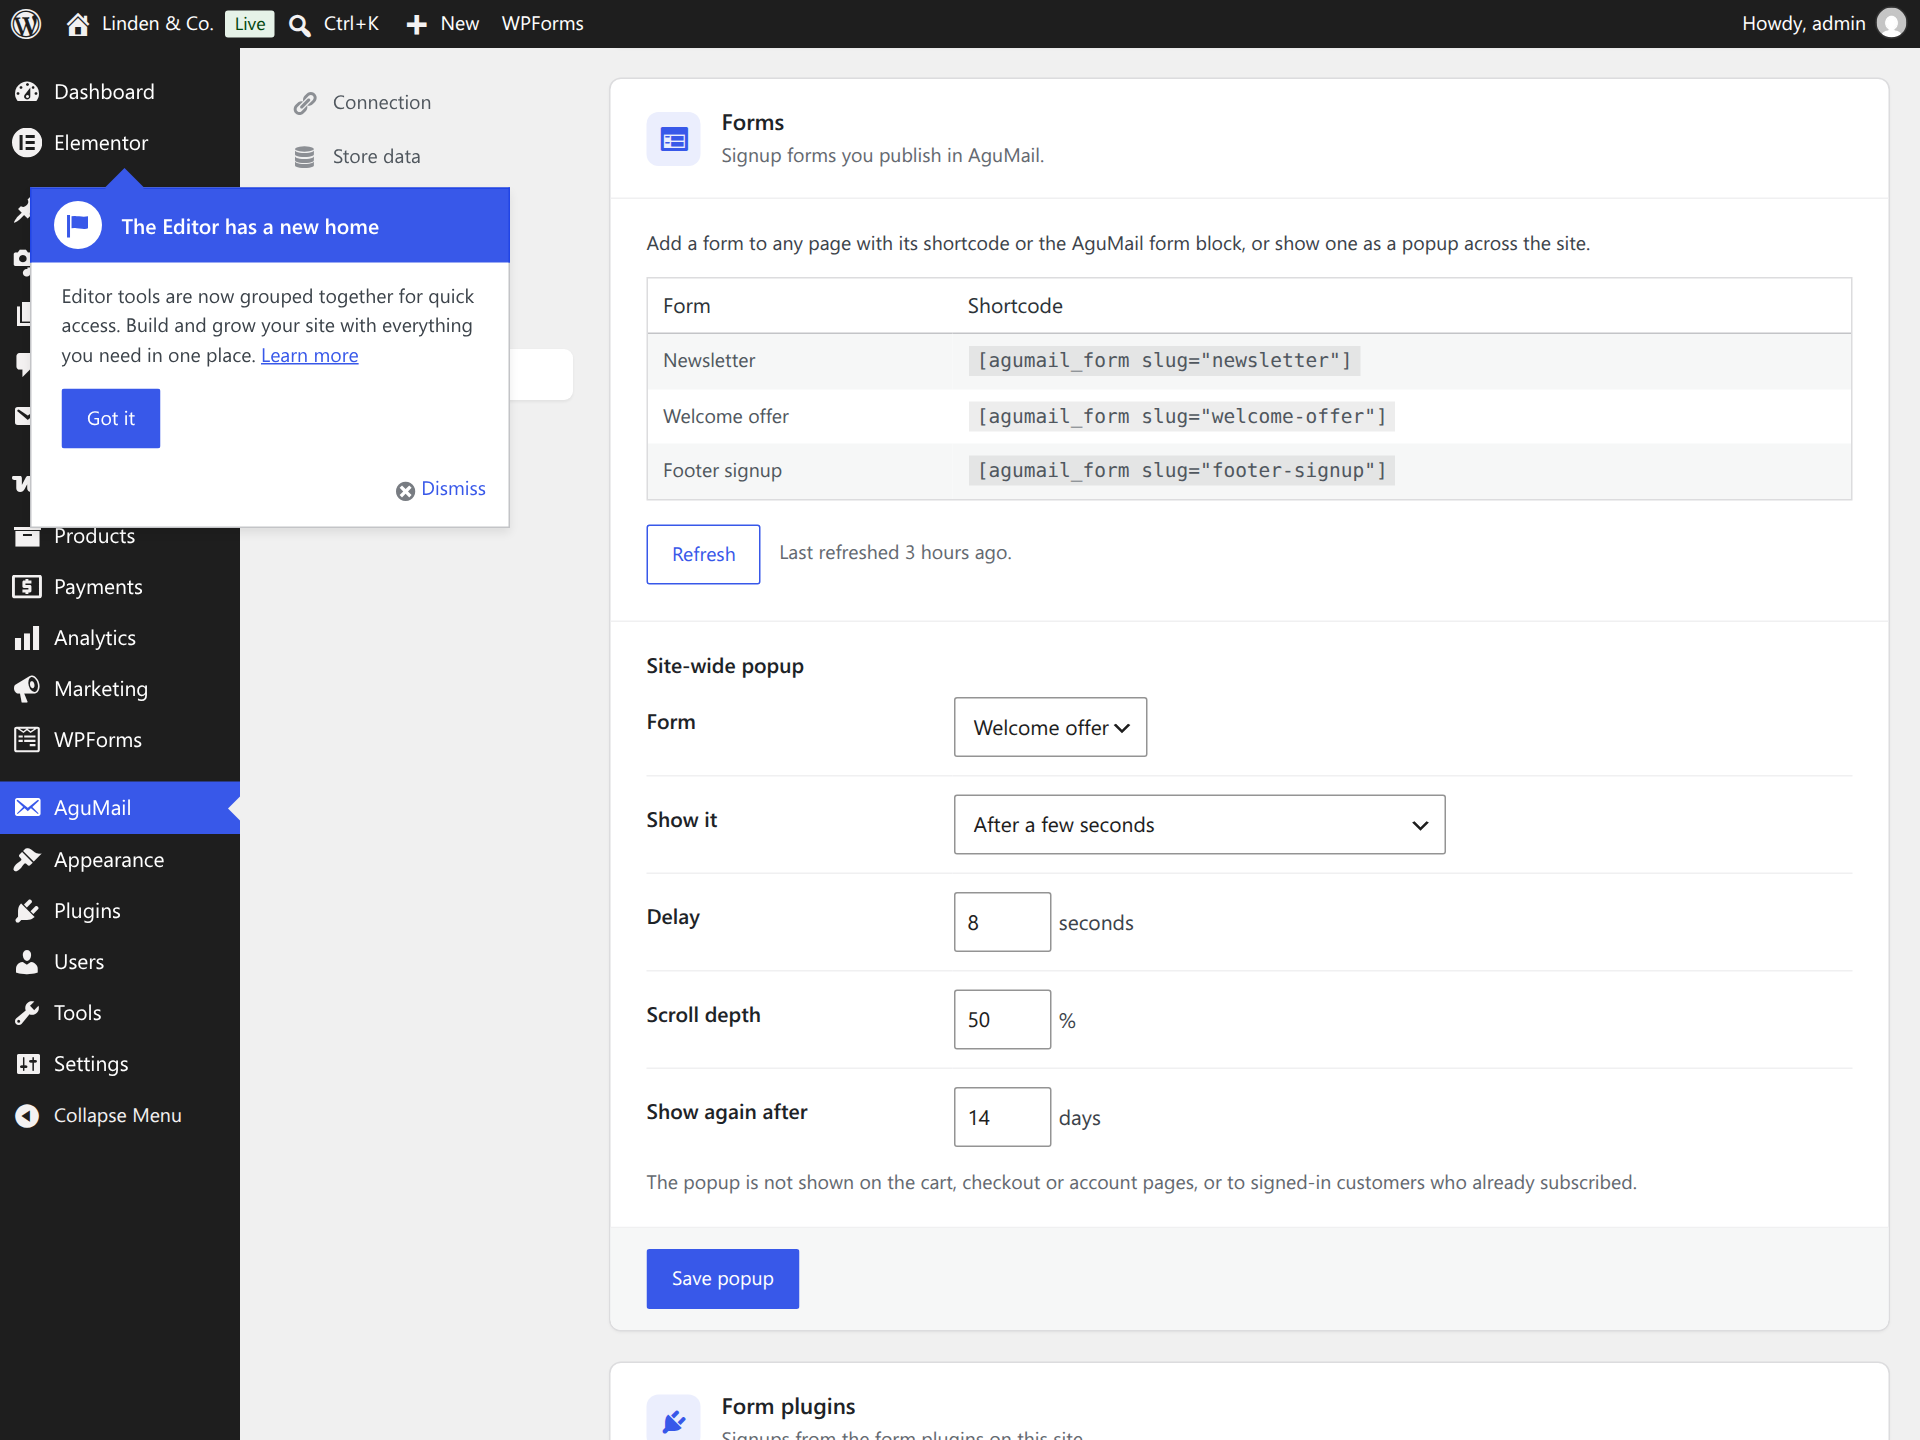 Linden & Co. Live Ctrl+K New WPForms Howdy, admin
Dashboard
Elementor
The Editor has a new home
Editor tools are now grouped together for quick
access. Build and grow your site with everything
you need in one place. Learn more
Got it
Dismiss
Products
Payments
Analytics
Marketing
WPForms
AguMail
Appearance
Plugins
Users
Tools
Settings
Collapse Menu
Connection
Store data
Forms
Signup forms you publish in AguMail.
Add a form to any page with its shortcode or the AguMail form block, or show one as a popup across the site.
Form Shortcode
Newsletter [agumail_form slug="newsletter"]
Welcome offer [agumail_form slug="welcome-offer"]
Footer signup [agumail_form slug="footer-signup"]
Refresh Last refreshed 3 hours ago.
Site-wide popup
Form Welcome offer
Show it After a few seconds
Delay 8 seconds
Scroll depth 50 %
Show again after 14 days
The popup is not shown on the cart, checkout or account pages, or to signed-in customers who already subscribed.
Save popup
Form plugins
Signups from the form plugins on this site